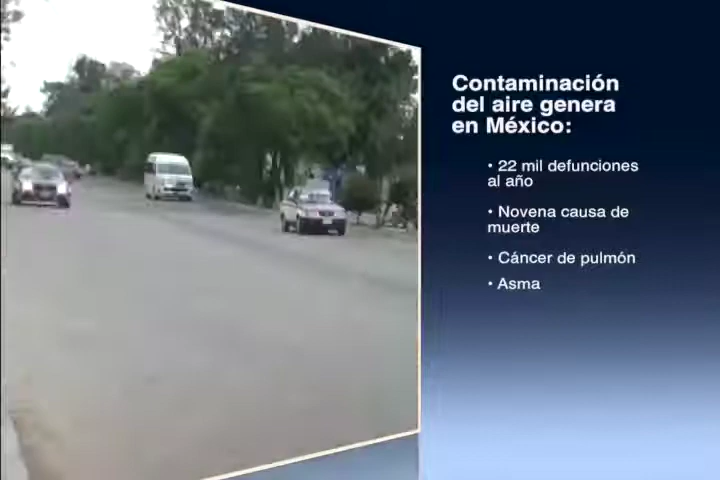 Contaminación
del aire genera
en México:
• 22 mil defunciones
al año
• Novena causa de
muerte
• Cáncer de pulmón
• Asma